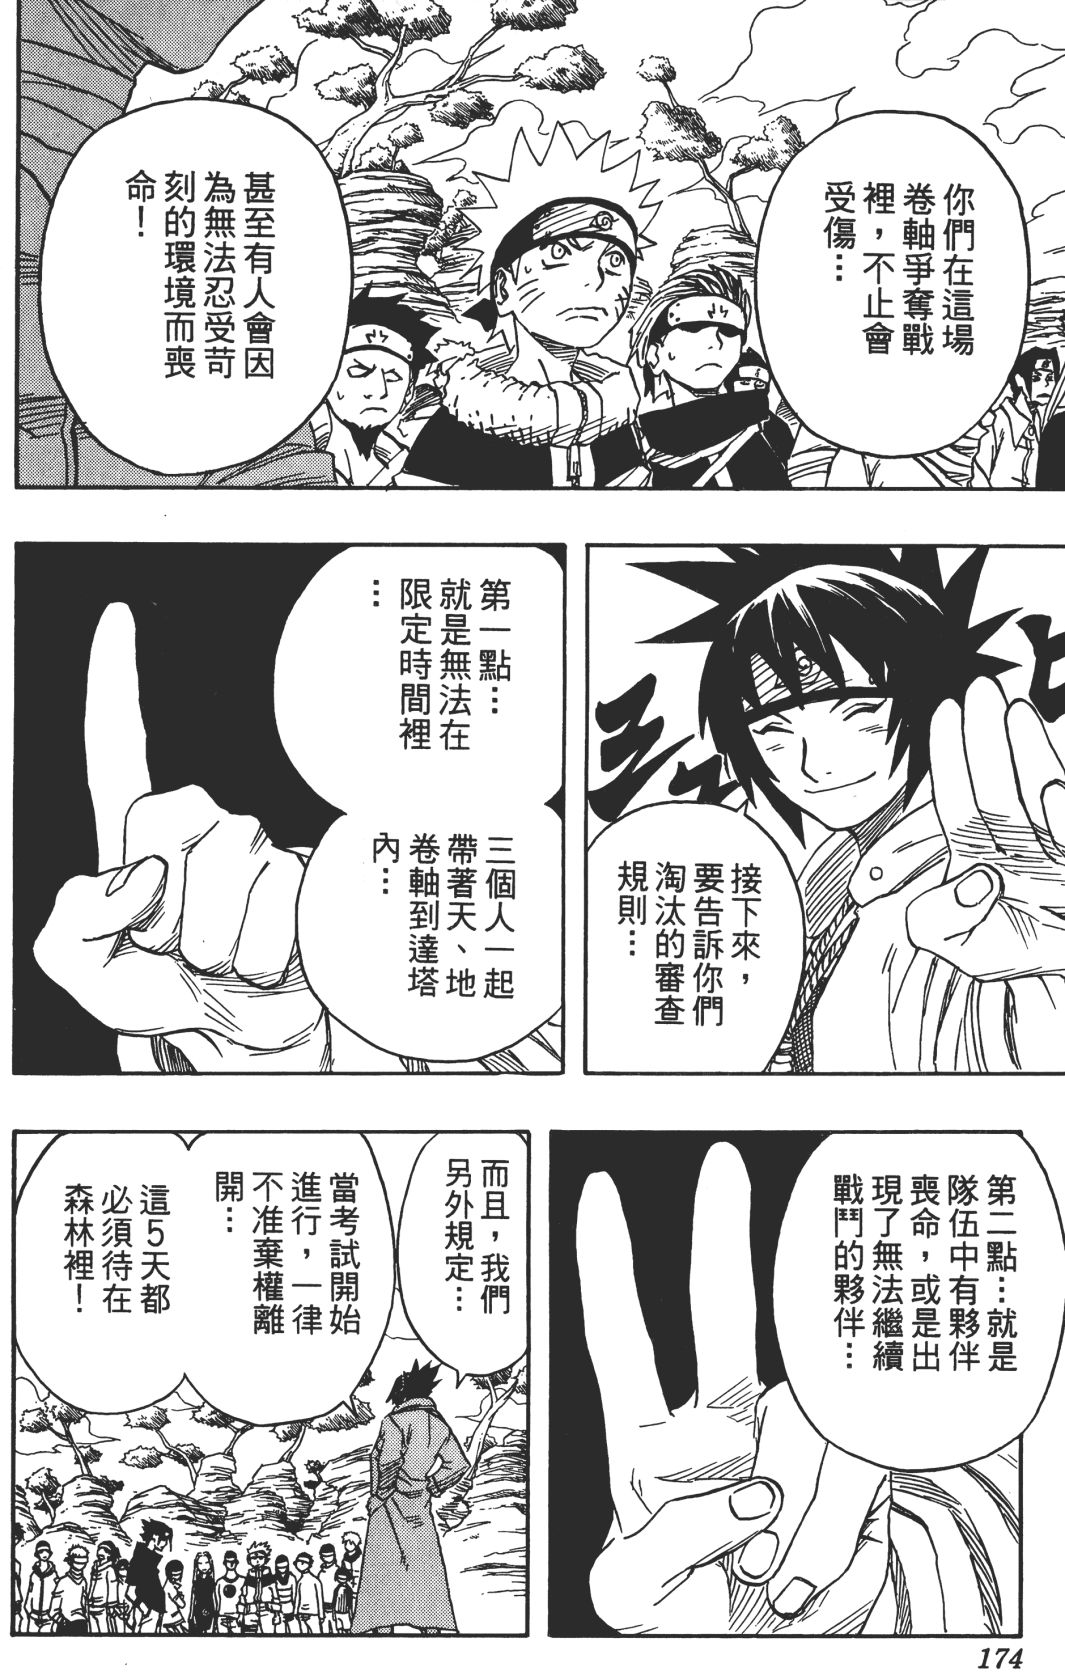 你們在這場
卷軸爭奪戰
裡，不止會
受傷…
甚至有人會因
為無法忍受苛
刻的環境而喪
命！
接下來，
要告訴你們
淘汰的審查
規則…
第一點…
就是無法在
限定時間裡
…
三個人一起
帶著天、地
卷軸到達塔
內…
第二點…就是
隊伍中有夥伴
喪命，或是出
現了無法繼續
戰鬥的夥伴…
而且，我們
另外規定…
當考試開始
進行，一律
不准棄權離
開…
這5天都
必須待在
森林裡！
174